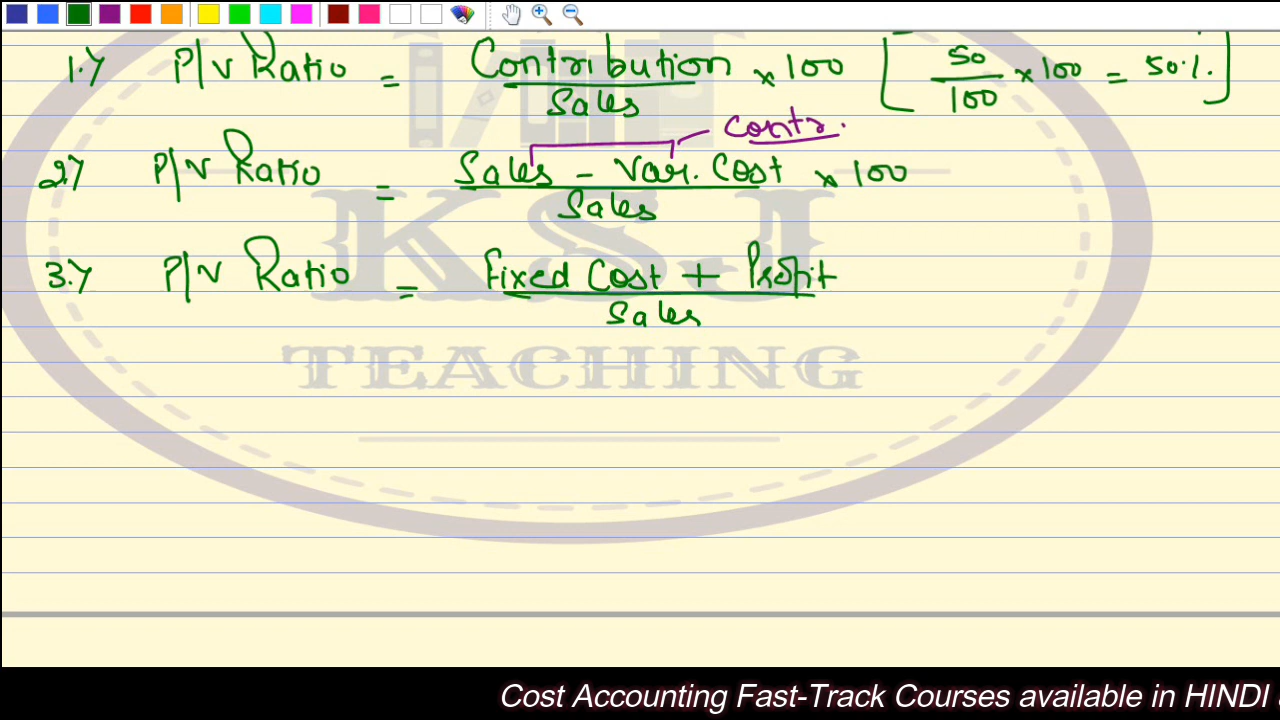 1.) P/V Ratio = Contribution / Sales × 100 [ 50 / 100 × 100 = 50%. ]
Contr.
2) P/V Ratio = Sales - Var. Cost / Sales × 100
3.) P/V Ratio = Fixed Cost + Profit / Sales
KSJ
TEACHING
Cost Accounting Fast-Track Courses available in HINDI